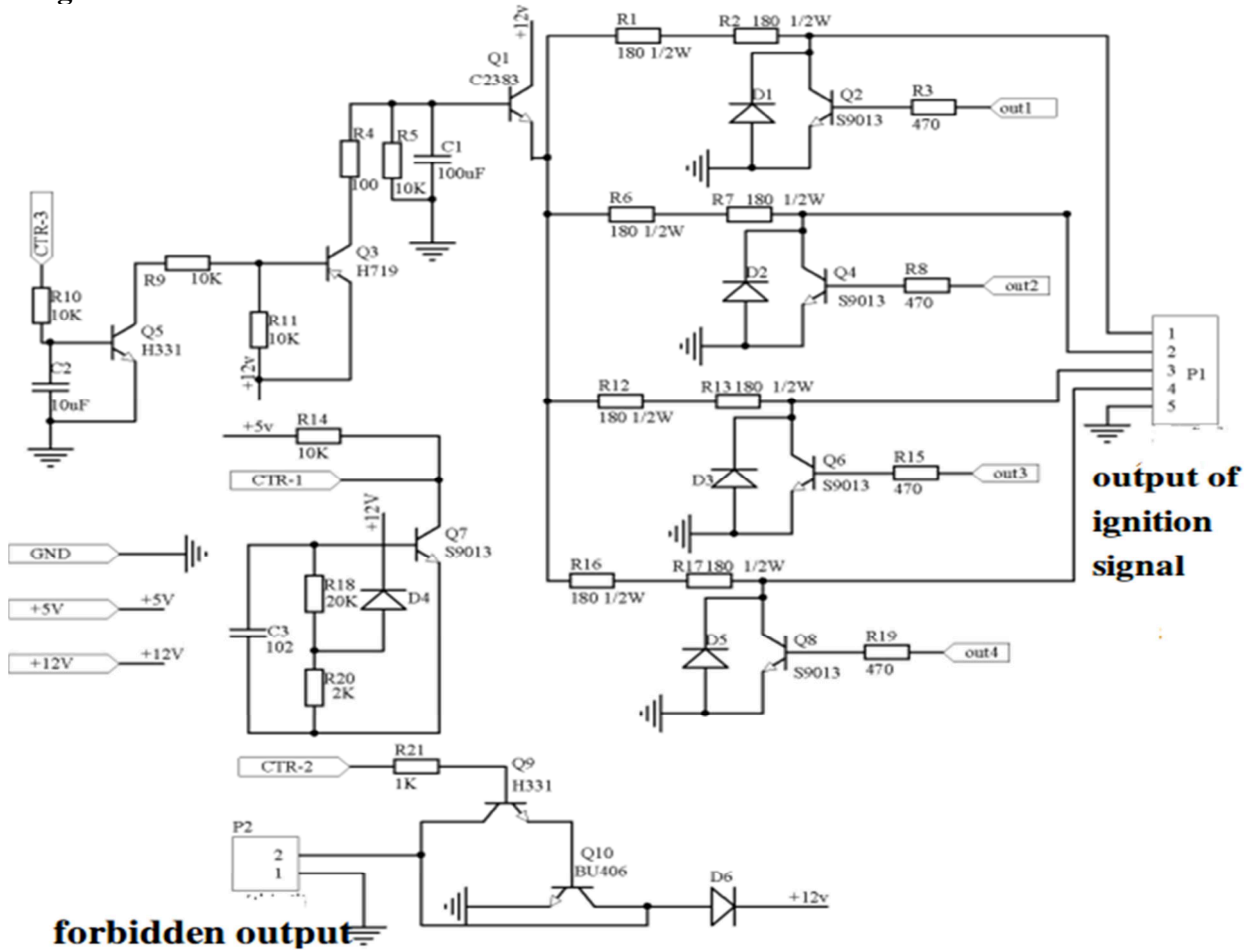 +12v
R1
180 1/2W
R2 180 1/2W
Q1
C2383
D1
Q2
S9013
R3
470
out1
R4
100
R5
10K
C1
100uF
R6
180 1/2W
R7 180 1/2W
CTR-3
R9
10K
Q3
H719
D2
Q4
S9013
R8
470
out2
R10
10K
Q5
H331
R11
10K
+12v
C2
10uF
1
2
3
4
5
P1
R12
180 1/2W
R13 180 1/2W
+5v
R14
10K
CTR-1
D3
Q6
S9013
R15
470
out3
output of
ignition
signal
+12V
Q7
S9013
GND
R16
180 1/2W
R17 180 1/2W
+5V
+5V
R18
20K
D4
C3
102
+12V
+12V
R20
2K
D5
Q8
S9013
R19
470
out4
CTR-2
R21
1K
Q9
H331
P2
2
1
Q10
BU406
D6
+12v
forbidden output